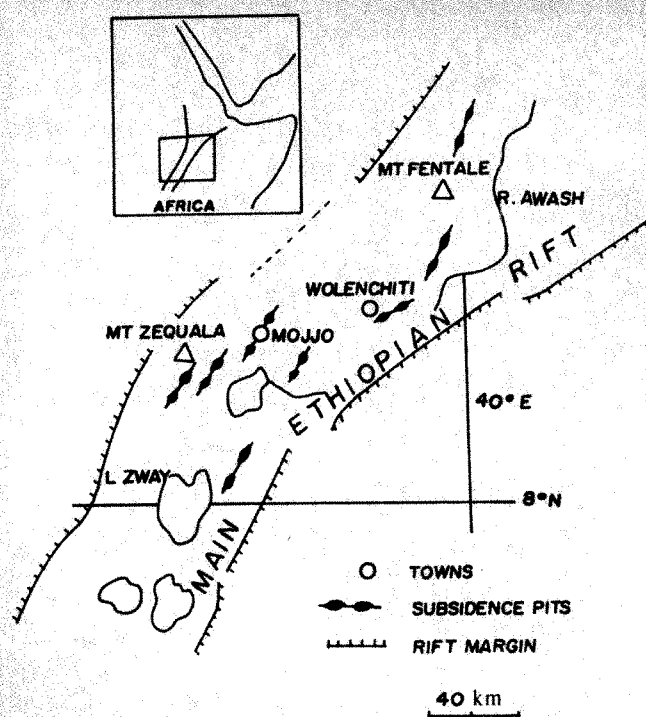 AFRICA
MT FENTALE
R. AWASH
WOLENCHITI
MT ZEQUALA
MOJJO
MAIN ETHIOPIAN RIFT
40° E
L ZWAY
8° N
TOWNS
SUBSIDENCE PITS
RIFT MARGIN
40 km